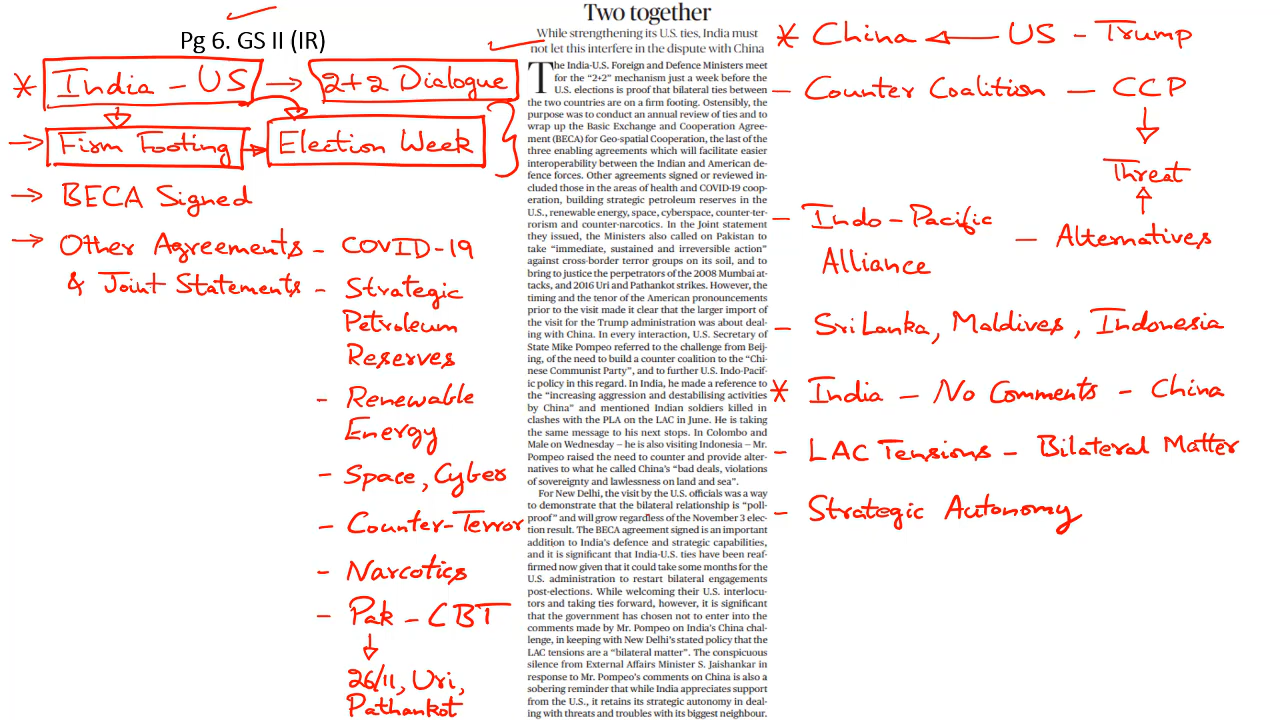 Pg 6. GS II (IR)
* India - US → 2+2 Dialogue
→ Firm Footing → Election Week
→ BECA Signed
→ Other Agreements - COVID-19
& Joint Statements - Strategic
Petroleum
Reserves
- Renewable
Energy
- Space, Cyber
- Counter-Terror
- Narcotics
- Pak - CBT
26/11, Uri,
Pathankot
Two together
While strengthening its U.S. ties, India must
not let this interfere in the dispute with China
The India-U.S. Foreign and Defence Ministers meet
for the “2+2” mechanism just a week before the
U.S. elections is proof that bilateral ties between
the two countries are on a firm footing. Ostensibly, the
purpose was to conduct an annual review of ties and to
wrap up the Basic Exchange and Cooperation Agree-
ment (BECA) for Geo-spatial Cooperation, the last of the
three enabling agreements which will facilitate easier
interoperability between the Indian and American de-
fence forces. Other agreements signed or reviewed in-
cluded those in the areas of health and COVID-19 coop-
eration, building strategic petroleum reserves in the
U.S., renewable energy, space, cyberspace, counter-ter-
rorism and counter-narcotics. In the Joint statement
they issued, the Ministers also called on Pakistan to
take “immediate, sustained and irreversible action”
against cross-border terror groups on its soil, and to
bring to justice the perpetrators of the 2008 Mumbai at-
tacks, and 2016 Uri and Pathankot strikes. However, the
timing and the tenor of the American pronouncements
prior to the visit made it clear that the larger import of
the visit for the Trump administration was about deal-
ing with China. In every interaction, U.S. Secretary of
State Mike Pompeo referred to the challenge from Beij-
ing, of the need to build a counter coalition to the “Chi-
nese Communist Party”, and to further U.S. Indo-Pacif-
ic policy in this regard. In India, he made a reference to
the “increasing aggression and destabilising activities
by China” and mentioned Indian soldiers killed in
clashes with the PLA on the LAC in June. He is taking
the same message to his next stops. In Colombo and
Male on Wednesday – he is also visiting Indonesia – Mr.
Pompeo raised the need to counter and provide alter-
natives to what he called China’s “bad deals, violations
of sovereignty and lawlessness on land and sea”.
For New Delhi, the visit by the U.S. officials was a way
to demonstrate that the bilateral relationship is “poll-
proof” and will grow regardless of the November 3 elec-
tion result. The BECA agreement signed is an important
addition to India’s defence and strategic capabilities,
and it is significant that India-U.S. ties have been reaf-
firmed now given that it could take some months for the
U.S. administration to restart bilateral engagements
post-elections. While welcoming their U.S. interlocu-
tors and taking ties forward, however, it is significant
that the government has chosen not to enter into the
comments made by Mr. Pompeo on India’s China chal-
lenge, in keeping with New Delhi’s stated policy that the
LAC tensions are a “bilateral matter”. The conspicuous
silence from External Affairs Minister S. Jaishankar in
response to Mr. Pompeo’s comments on China is also a
sobering reminder that while India appreciates support
from the U.S., it retains its strategic autonomy in deal-
ing with threats and troubles with its biggest neighbour.
* China ← US - Trump
- Counter Coalition - CCP
Threat
- Indo-Pacific - Alternatives
Alliance
- Sri Lanka, Maldives, Indonesia
* India - No Comments - China
- LAC Tensions - Bilateral Matter
- Strategic Autonomy